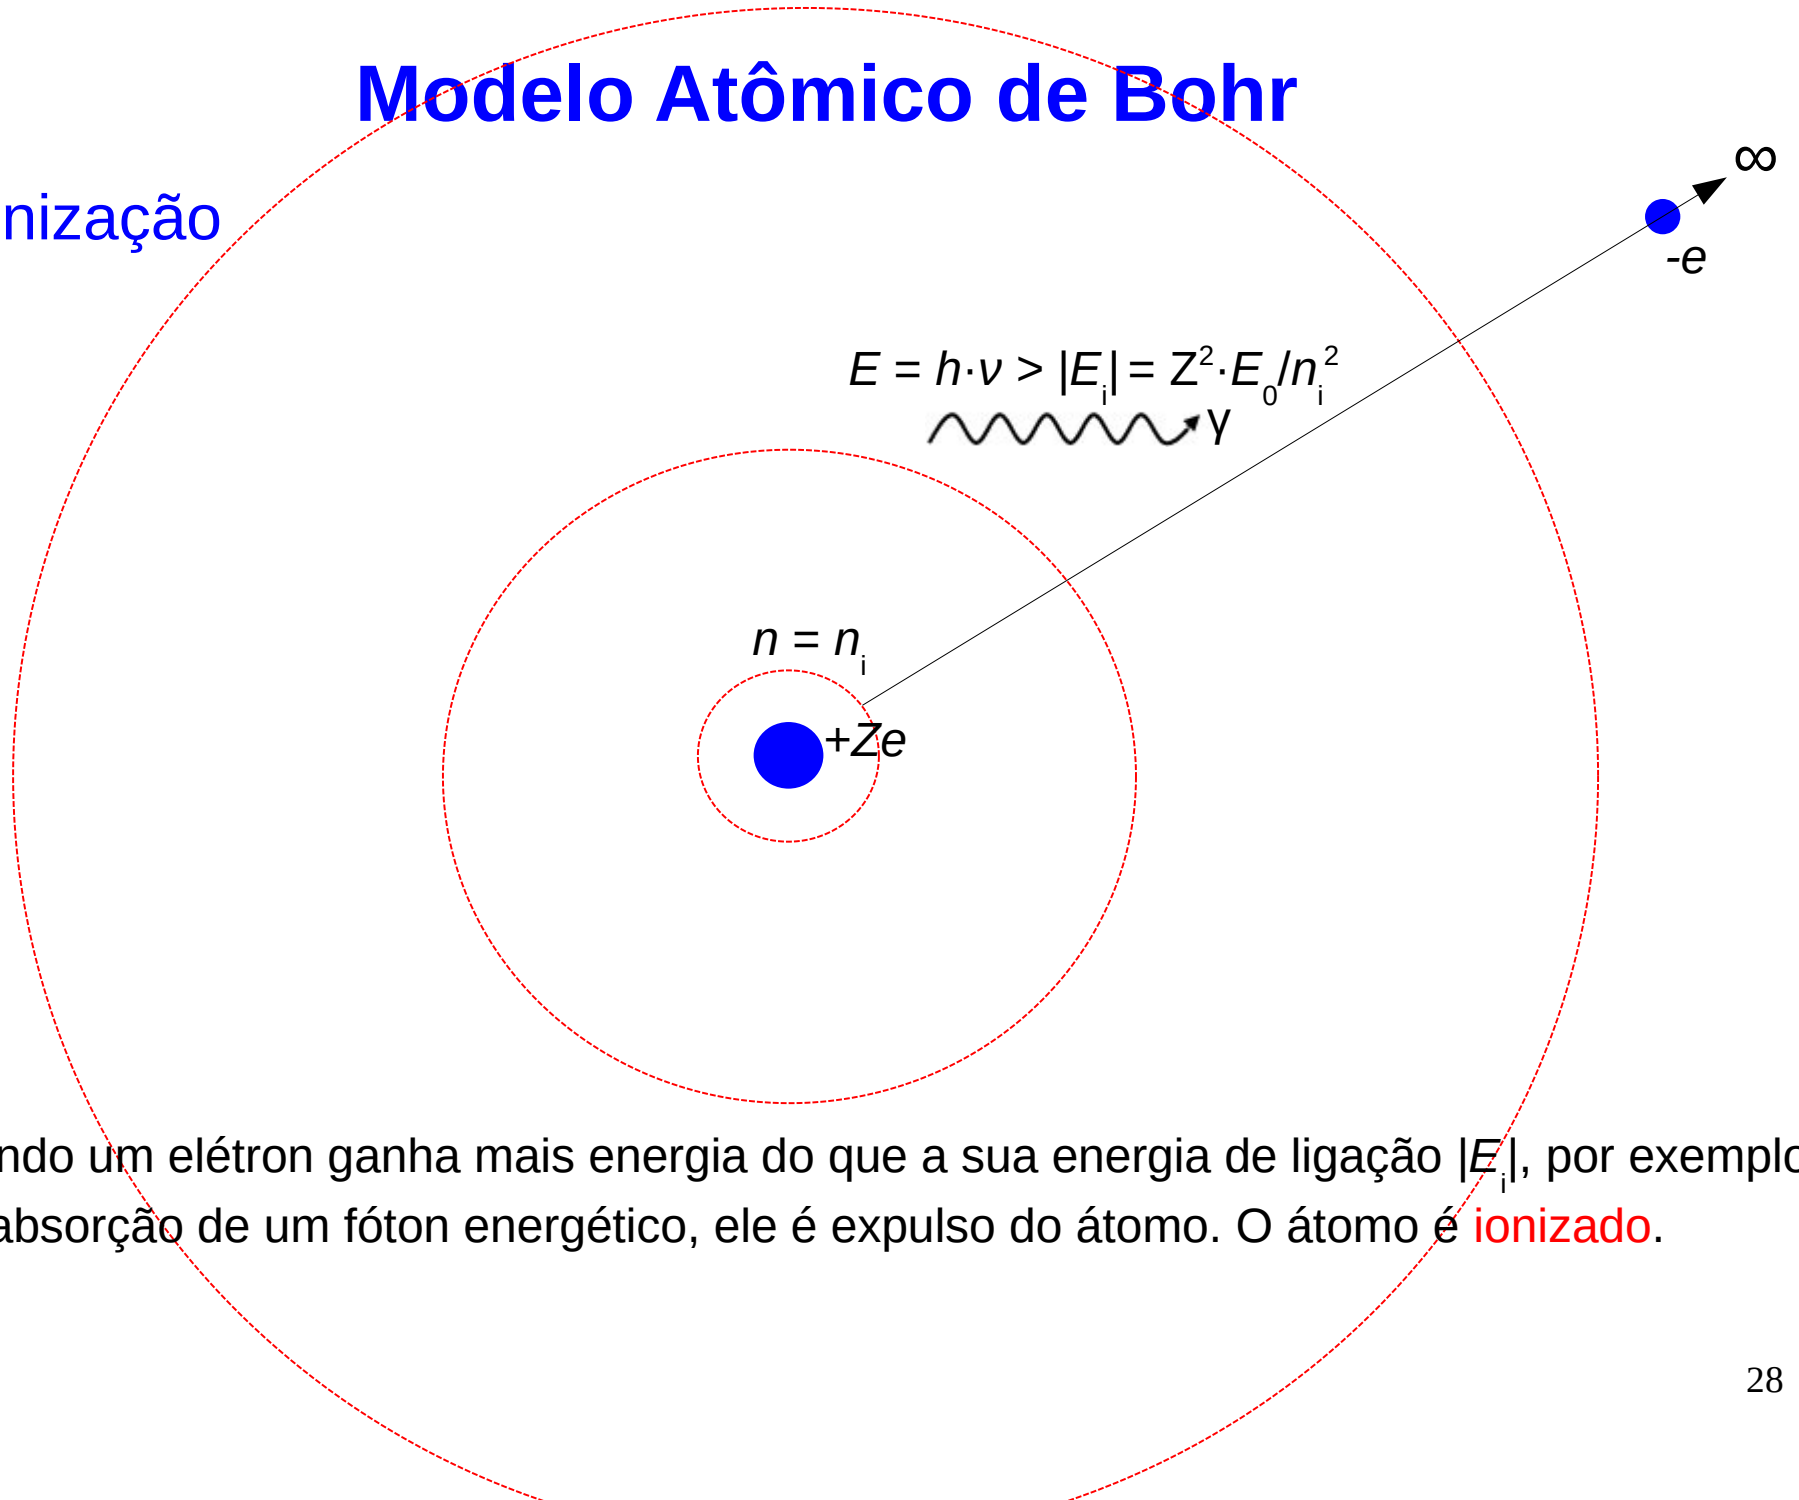 Modelo Atômico de Bohr
∞
nização
-e
E = h·ν > |Eᵢ| = Z²·E₀/nᵢ²
γ
n = nᵢ
+Ze
ndo um elétron ganha mais energia do que a sua energia de ligação |Eᵢ|, por exemplo
absorção de um fóton energético, ele é expulso do átomo. O átomo é ionizado.
28